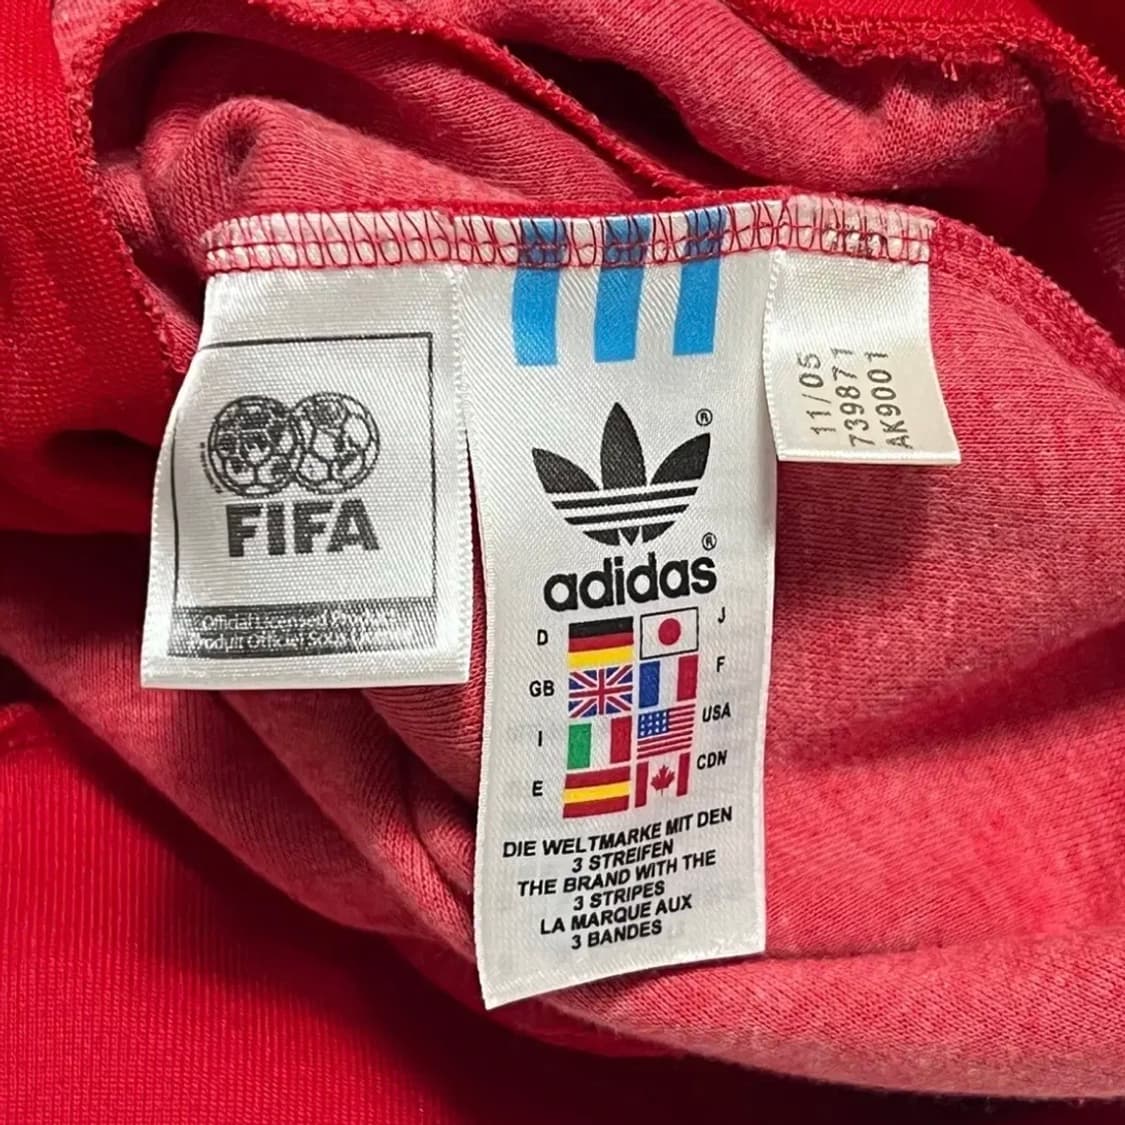 FIFA
Official Licensed Product
Produit Officiel Sous
®
adidas®
D
J
GB
F
I
USA
E
CDN
DIE WELTMARKE MIT DEN
3 STREIFEN
THE BRAND WITH THE
3 STRIPES
LA MARQUE AUX
3 BANDES
11/05
739871
AK9001